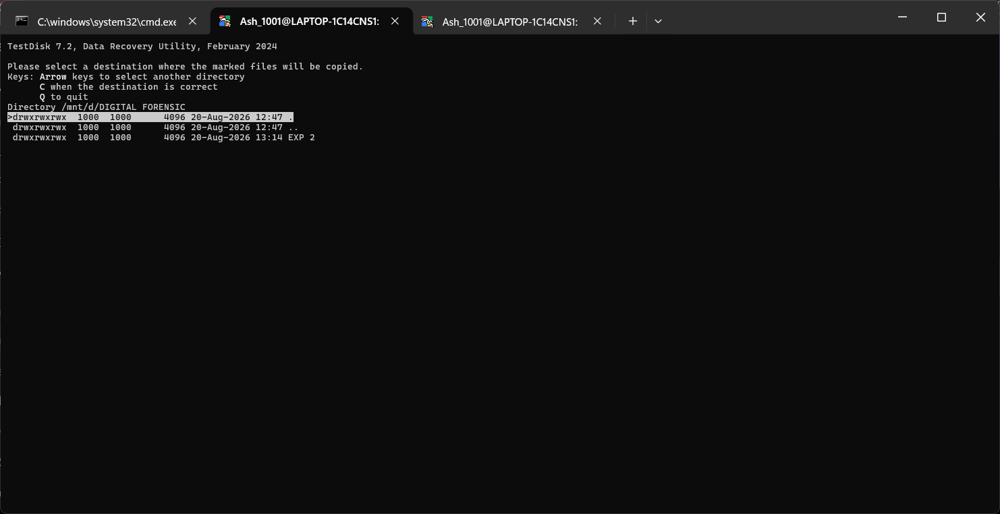 C:\windows\system32\cmd.exe
Ash_1001@LAPTOP-1C14CNS1:
Ash_1001@LAPTOP-1C14CNS1:
TestDisk 7.2, Data Recovery Utility, February 2024
Please select a destination where the marked files will be copied.
Keys: Arrow keys to select another directory
C when the destination is correct
Q to quit
Directory /mnt/d/DIGITAL FORENSIC
>drwxrwxrwx  1000  1000      4096 20-Aug-2026 12:47 .
drwxrwxrwx  1000  1000      4096 20-Aug-2026 12:47 ..
drwxrwxrwx  1000  1000      4096 20-Aug-2026 13:14 EXP 2